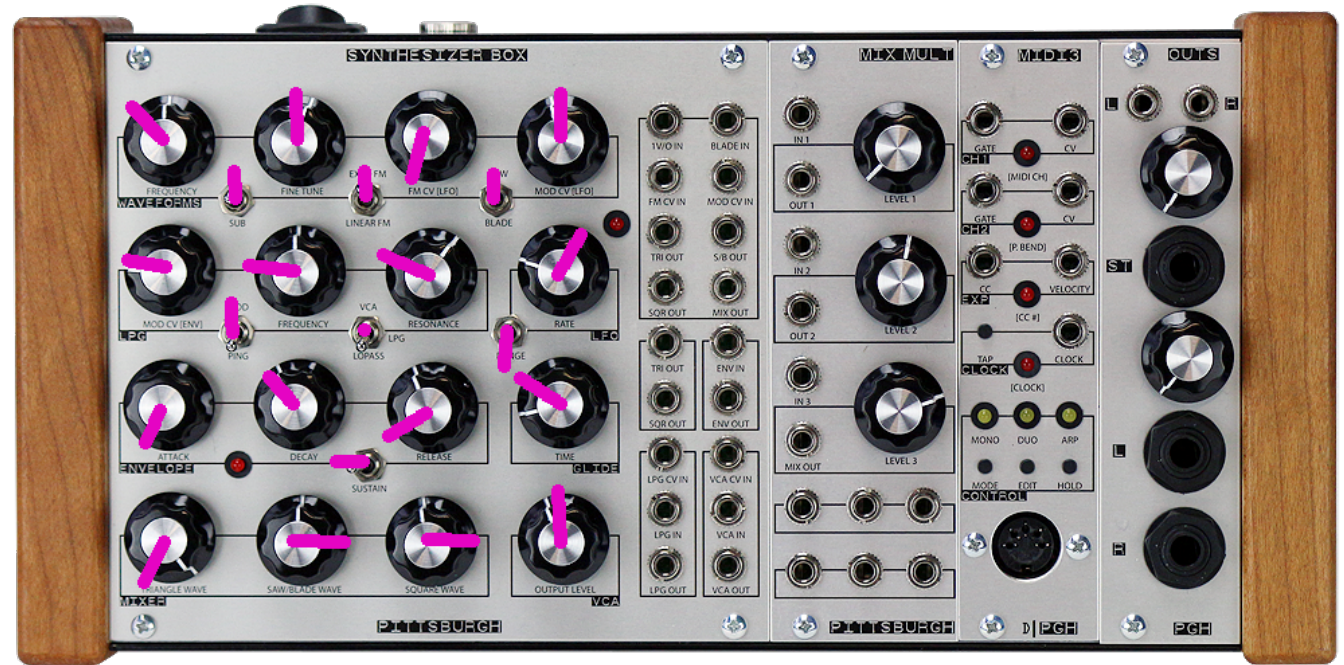 SYNTHESIZER BOX
MIX MULT
MIDI3
OUTS
L
R
FREQUENCY
FINE TUNE
FM CV [LFO]
MOD CV [LFO]
WAVEFORMS
SUB
LINEAR FM
BLADE
1V/O IN
BLADE IN
FM CV IN
MOD CV IN
TRI OUT
S/B OUT
SQR OUT
MIX OUT
MOD CV [ENV]
FREQUENCY
RESONANCE
RATE
LPG
LFO
VCA
LPG
PING
LOPASS
TRI OUT
ENV IN
SQR OUT
ENV OUT
ATTACK
DECAY
RELEASE
TIME
ENVELOPE
GLIDE
SUSTAIN
LPG CV IN
VCA CV IN
LPG IN
VCA IN
LPG OUT
VCA OUT
TRIANGLE WAVE
SAW/BLADE WAVE
SQUARE WAVE
OUTPUT LEVEL
MIXER
VCA
PITTSBURGH
IN 1
OUT 1
LEVEL 1
IN 2
OUT 2
LEVEL 2
IN 3
MIX OUT
LEVEL 3
PITTSBURGH
GATE
CV
CH1
[MIDI CH]
GATE
CV
CH2
[P. BEND]
CC
VELOCITY
EXP
[CC #]
TAP
CLOCK
CLOCK
[CLOCK]
MONO
DUO
ARP
MODE
EDIT
HOLD
CONTROL
D|PGH
ST
L
R
PGH